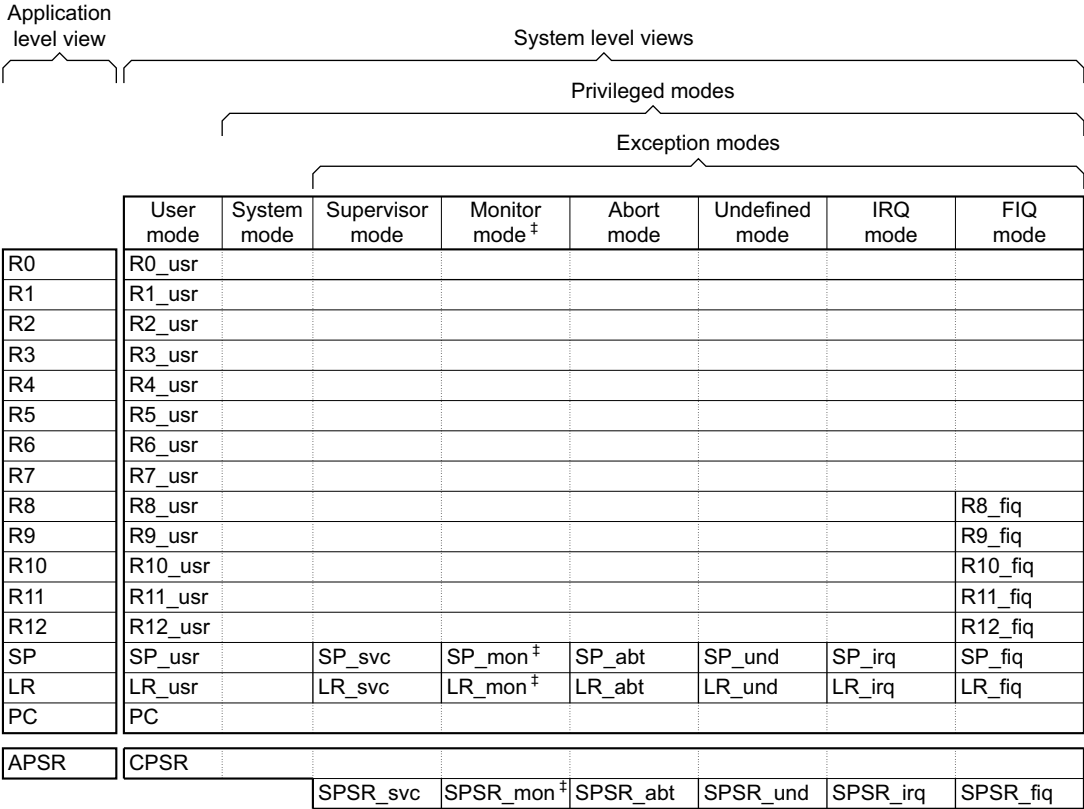 Application
level view
System level views
Privileged modes
Exception modes
User mode System mode Supervisor mode Monitor mode ‡ Abort mode Undefined mode IRQ mode FIQ mode
R0 R0_usr
R1 R1_usr
R2 R2_usr
R3 R3_usr
R4 R4_usr
R5 R5_usr
R6 R6_usr
R7 R7_usr
R8 R8_usr R8_fiq
R9 R9_usr R9_fiq
R10 R10_usr R10_fiq
R11 R11_usr R11_fiq
R12 R12_usr R12_fiq
SP SP_usr SP_svc SP_mon ‡ SP_abt SP_und SP_irq SP_fiq
LR LR_usr LR_svc LR_mon ‡ LR_abt LR_und LR_irq LR_fiq
PC PC
APSR CPSR
SPSR_svc SPSR_mon ‡ SPSR_abt SPSR_und SPSR_irq SPSR_fiq